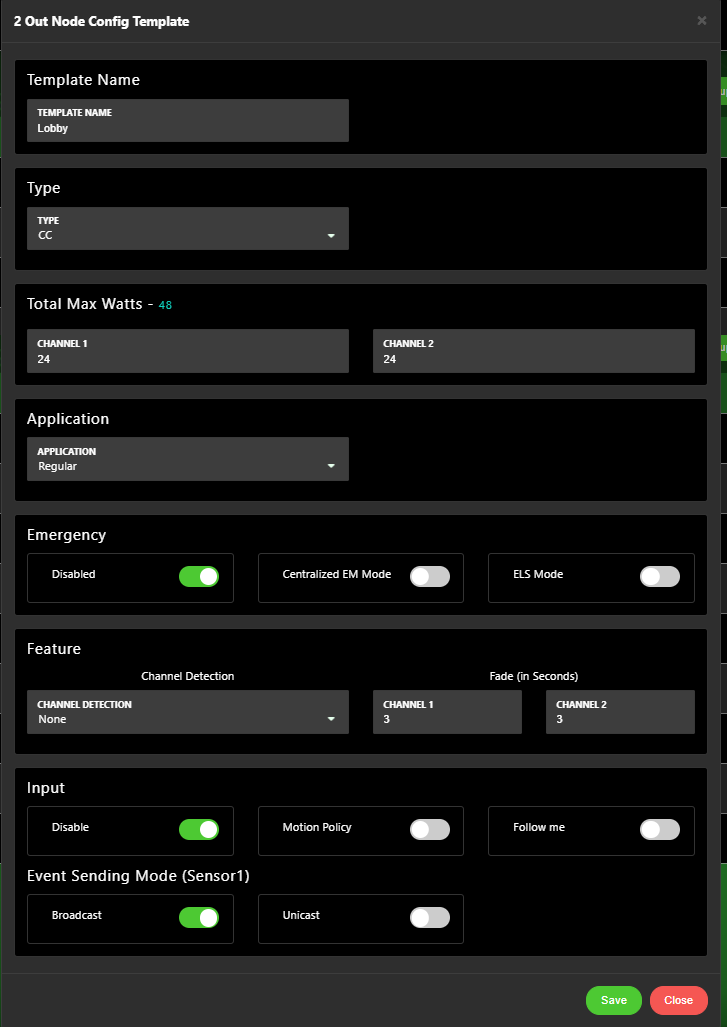 2 Out Node Config Template ×
Template Name
TEMPLATE NAME
Lobby
Type
TYPE
CC
Total Max Watts - 48
CHANNEL 1 CHANNEL 2
24 24
Application
APPLICATION
Regular
Emergency
Disabled Centralized EM Mode ELS Mode
Feature
Channel Detection Fade (in Seconds)
CHANNEL DETECTION CHANNEL 1 CHANNEL 2
None 3 3
Input
Disable Motion Policy Follow me
Event Sending Mode (Sensor1)
Broadcast Unicast
Save Close